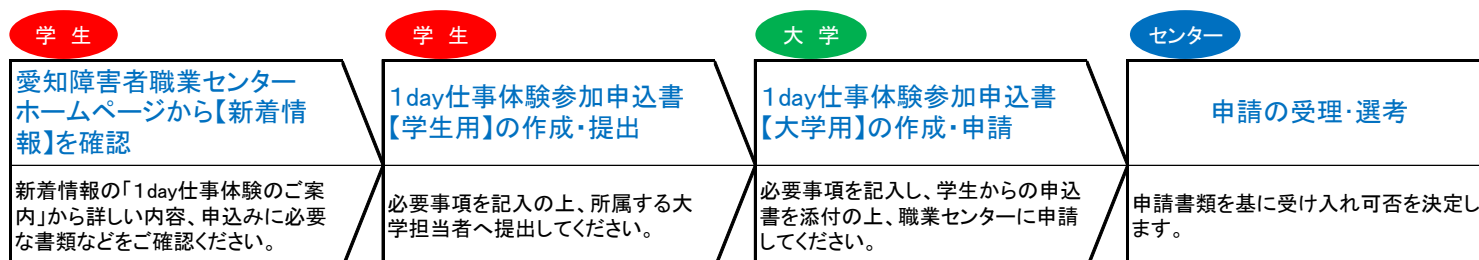 学 生
愛知障害者職業センター
ホームページから【新着情
報】を確認
新着情報の「１day仕事体験のご案
内」から詳しい内容、申込みに必要
な書類などをご確認ください。
学 生
１day仕事体験参加申込書
【学生用】の作成・提出
必要事項を記入の上、所属する大
学担当者へ提出してください。
大 学
１day仕事体験参加申込書
【大学用】の作成・申請
必要事項を記入し、学生からの申込
書を添付の上、職業センターに申請
してください。
センター
申請の受理・選考
申請書類を基に受け入れ可否を決定し
ます。